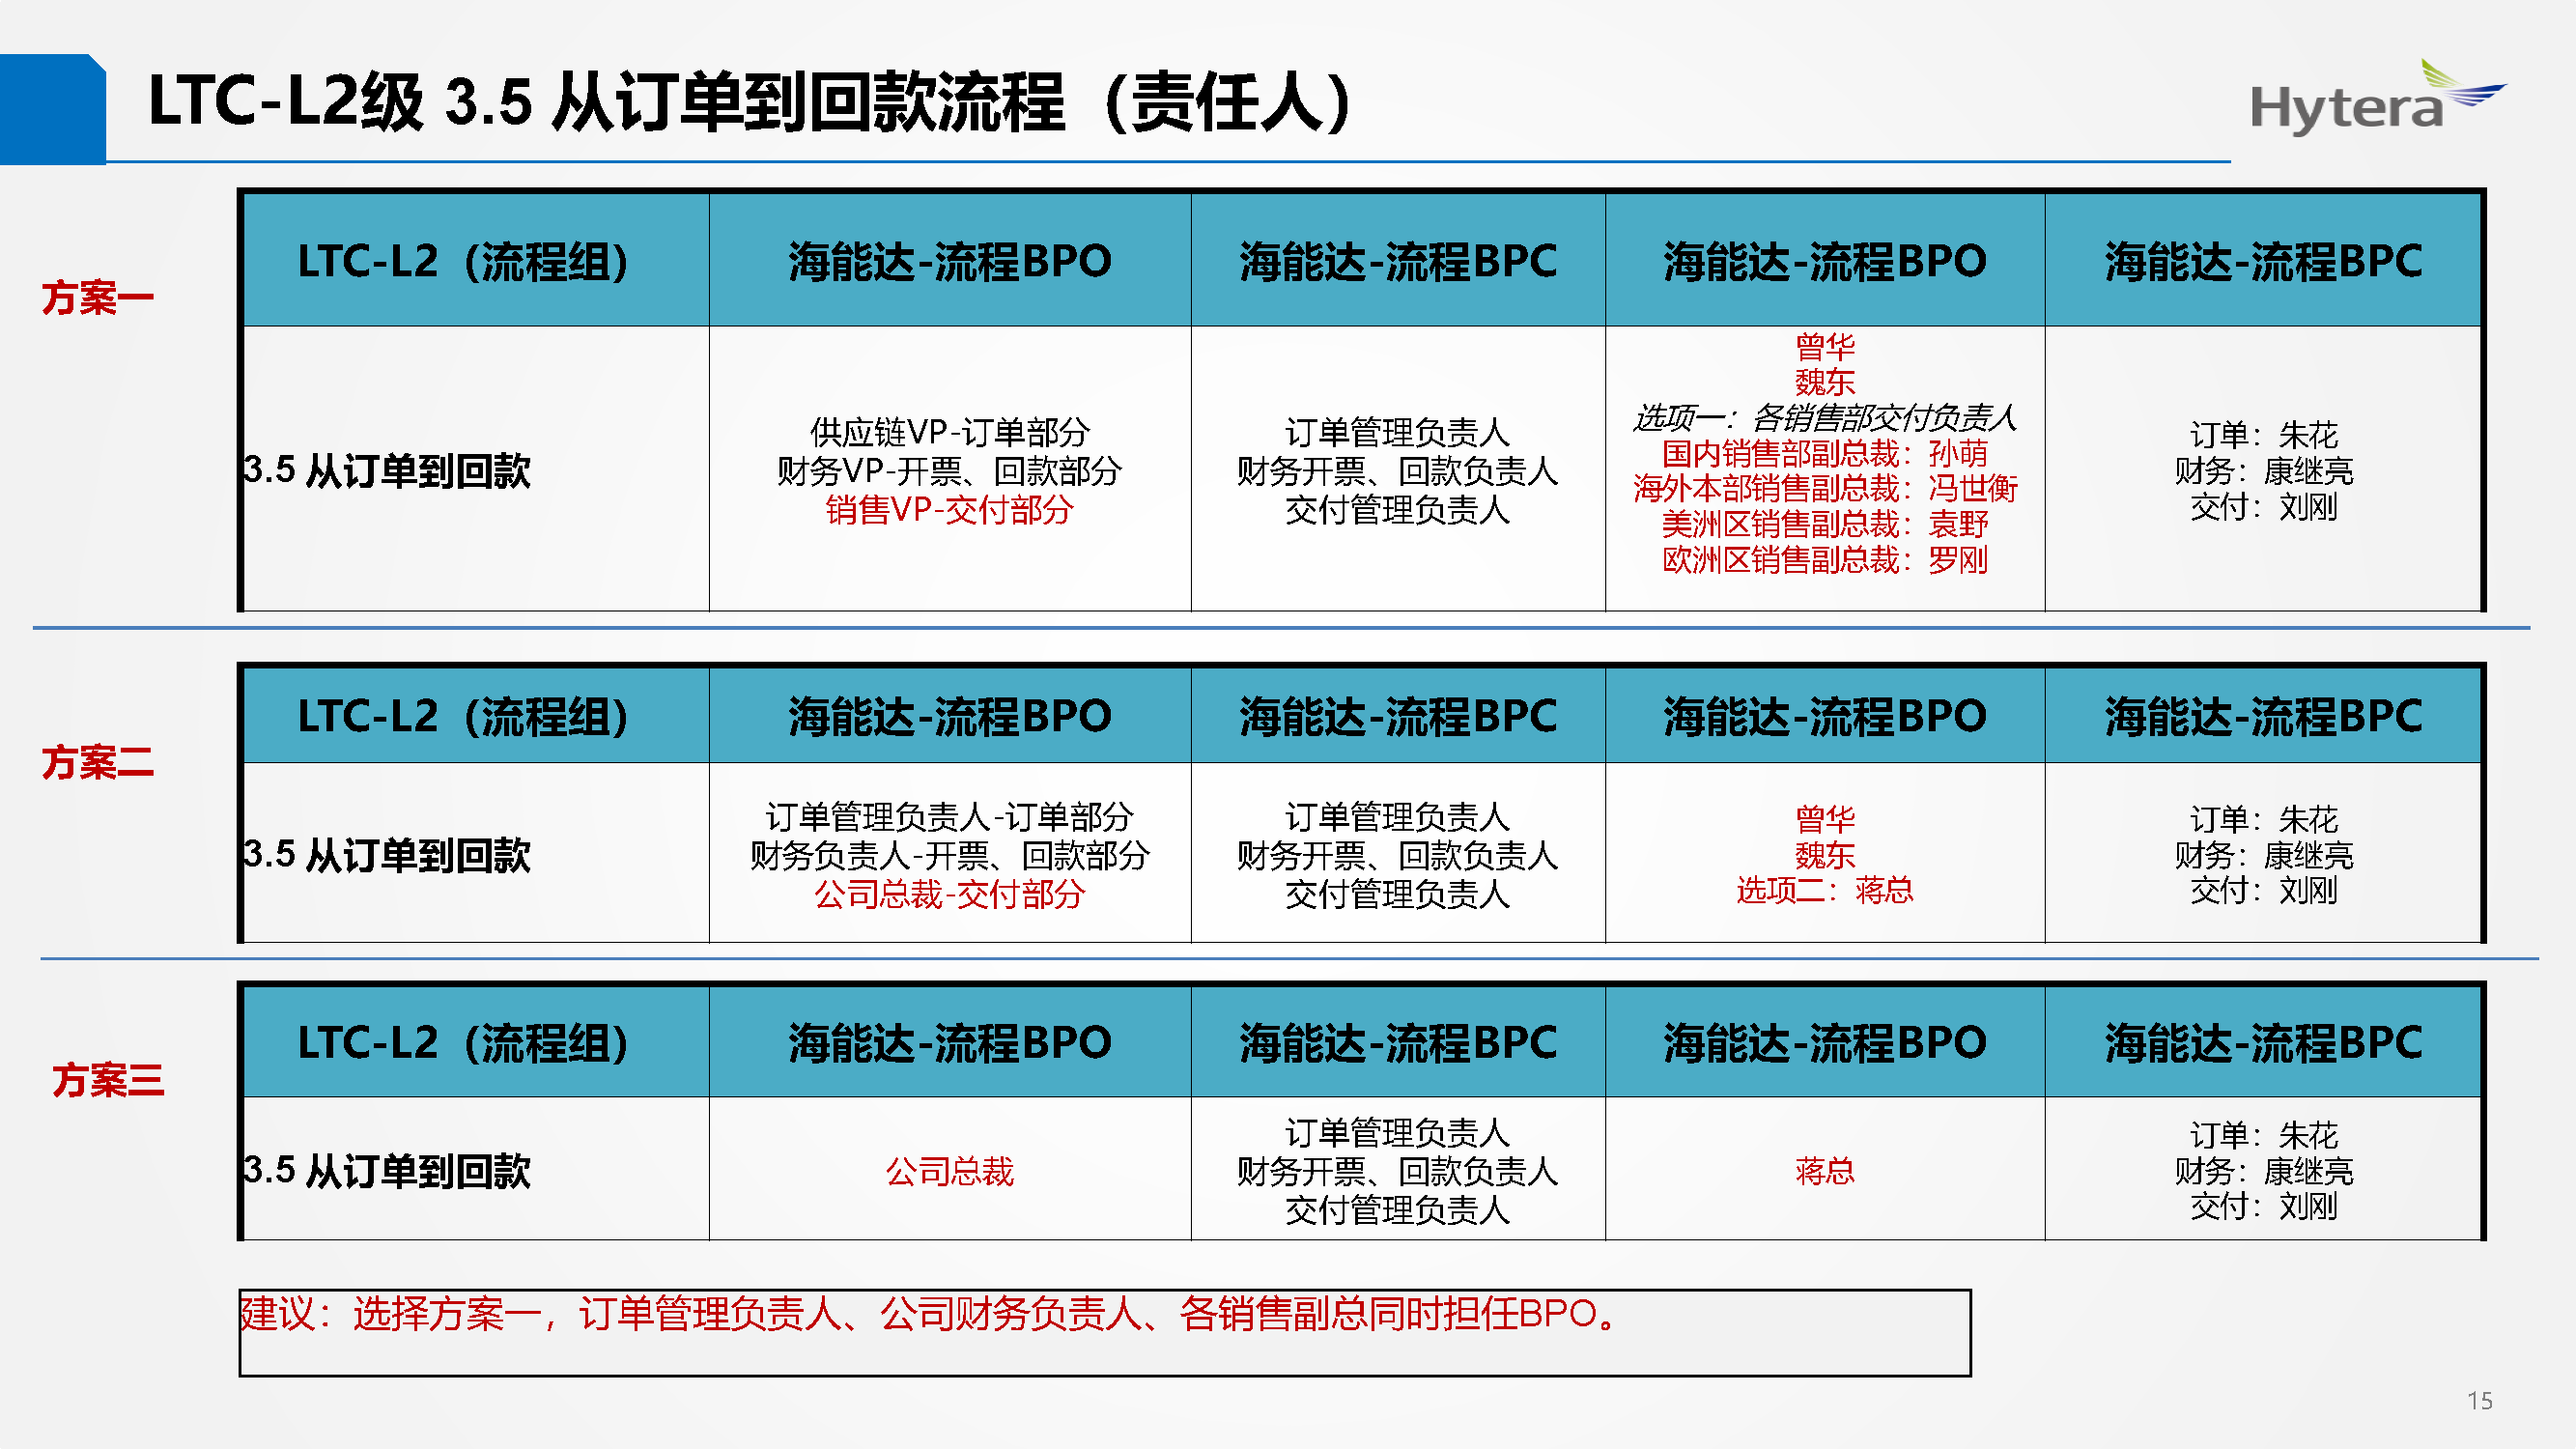 LTC-L2级 3.5 从订单到回款流程（责任人）
Hytera
方案一
LTC-L2（流程组） 海能达-流程BPO 海能达-流程BPC 海能达-流程BPO 海能达-流程BPC
3.5 从订单到回款
供应链VP-订单部分
财务VP-开票、回款部分
销售VP-交付部分
订单管理负责人
财务开票、回款负责人
交付管理负责人
曾华
魏东
选项一：各销售部交付负责人
国内销售部副总裁：孙萌
海外本部销售副总裁：冯世衡
美洲区销售副总裁：袁野
欧洲区销售副总裁：罗刚
订单：朱花
财务：康继亮
交付：刘刚
方案二
LTC-L2（流程组） 海能达-流程BPO 海能达-流程BPC 海能达-流程BPO 海能达-流程BPC
3.5 从订单到回款
订单管理负责人-订单部分
财务负责人-开票、回款部分
公司总裁-交付部分
订单管理负责人
财务开票、回款负责人
交付管理负责人
曾华
魏东
选项二：蒋总
订单：朱花
财务：康继亮
交付：刘刚
方案三
LTC-L2（流程组） 海能达-流程BPO 海能达-流程BPC 海能达-流程BPO 海能达-流程BPC
3.5 从订单到回款
公司总裁
订单管理负责人
财务开票、回款负责人
交付管理负责人
蒋总
订单：朱花
财务：康继亮
交付：刘刚
建议：选择方案一，订单管理负责人、公司财务负责人、各销售副总同时担任BPO。
15